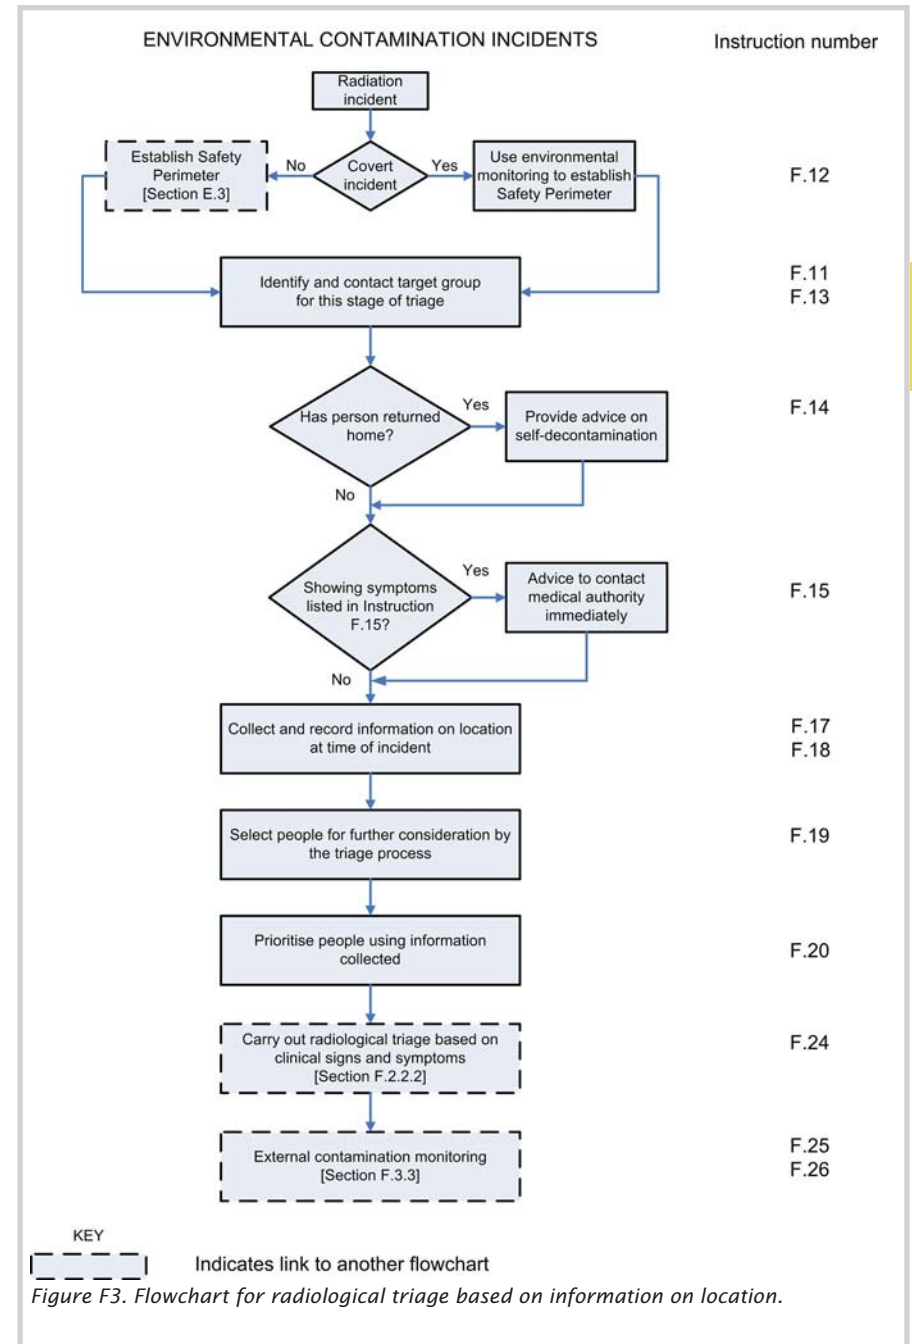 ENVIRONMENTAL CONTAMINATION INCIDENTS
Instruction number
Radiation
incident
Establish Safety
Perimeter
[Section E.3]
No
Covert
incident
Yes
Use environmental
monitoring to establish
Safety Perimeter
F.12
Identify and contact target group
for this stage of triage
F.11
F.13
Has person returned
home?
Yes
Provide advice on
self-decontamination
F.14
No
Showing symptoms
listed in Instruction
F.15?
Yes
Advice to contact
medical authority
immediately
F.15
No
Collect and record information on location
at time of incident
F.17
F.18
Select people for further consideration by
the triage process
F.19
Prioritise people using information
collected
F.20
Carry out radiological triage based on
clinical signs and symptoms
[Section F.2.2.2]
F.24
External contamination monitoring
[Section F.3.3]
F.25
F.26
KEY
Indicates link to another flowchart
Figure F3. Flowchart for radiological triage based on information on location.